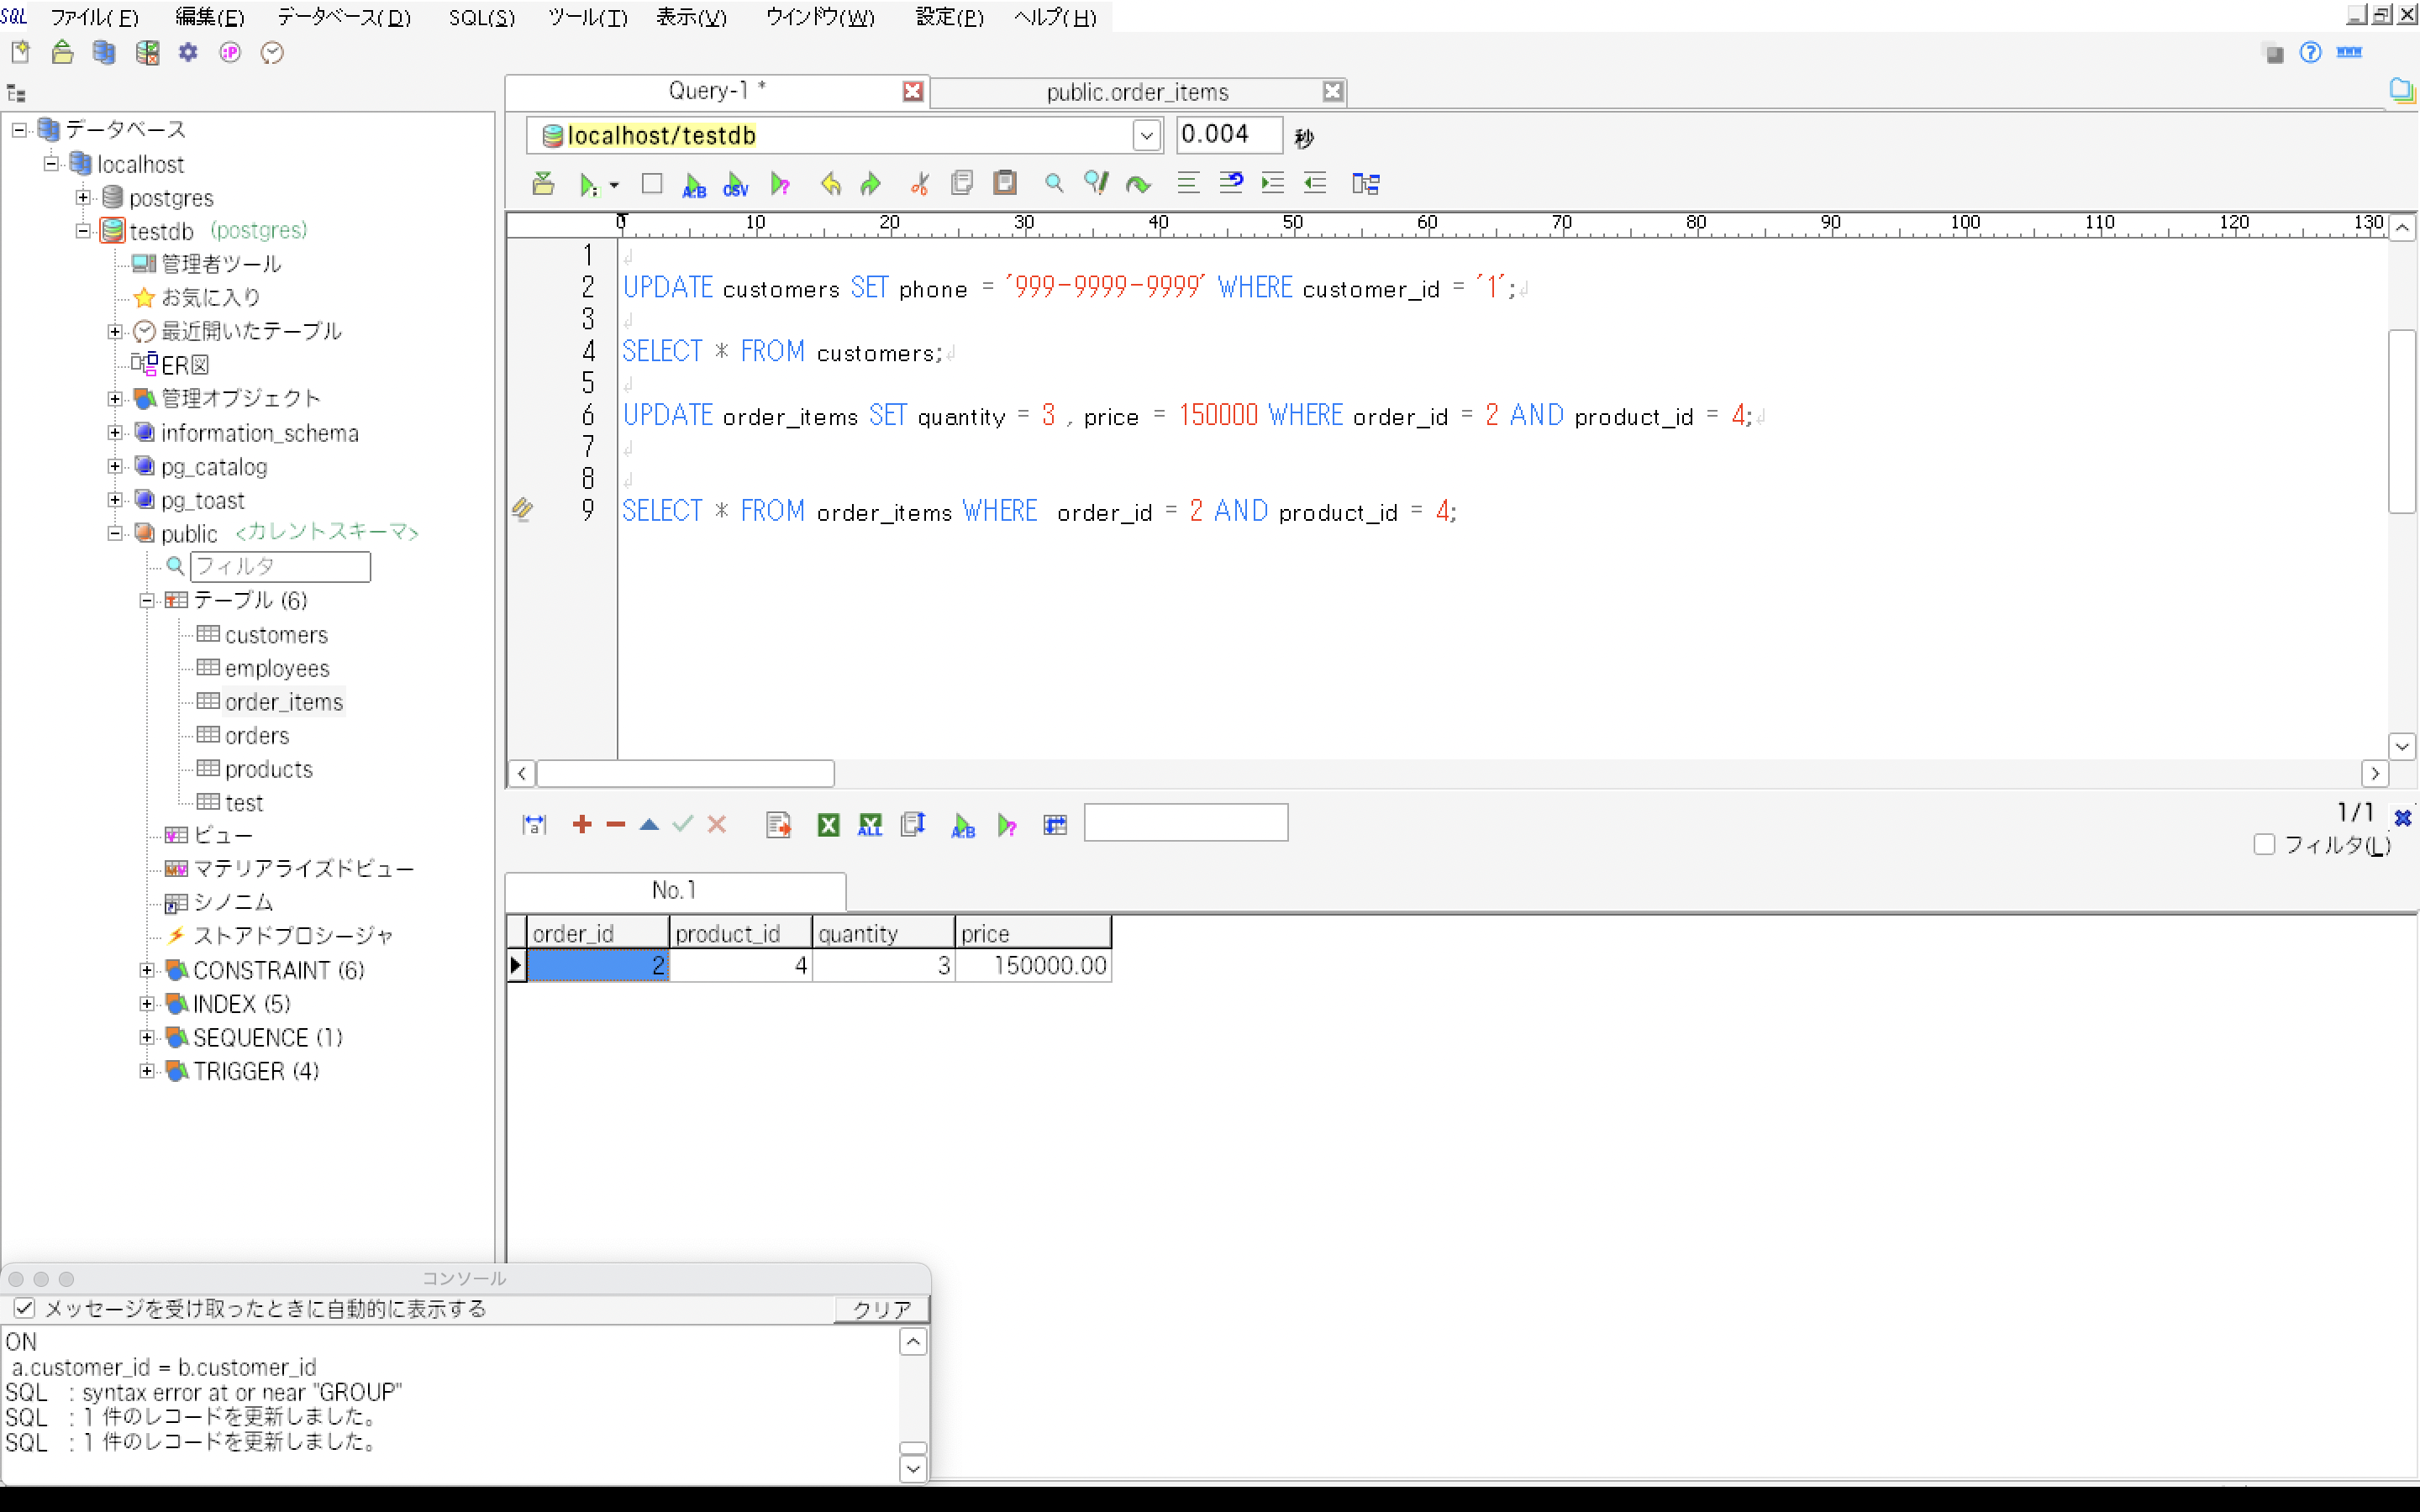 SQL ファイル(F) 編集(E) データベース(D) SQL(S) ツール(T) 表示(V) ウインドウ(W) 設定(P) ヘルプ(H)
Query-1 *
public.order_items
データベース
localhost
postgres
testdb (postgres)
管理者ツール
お気に入り
最近開いたテーブル
ER図
管理オブジェクト
information_schema
pg_catalog
pg_toast
public <カレントスキーマ>
フィルタ
テーブル (6)
customers
employees
order_items
orders
products
test
ビュー
マテリアライズドビュー
シノニム
ストアドプロシージャ
CONSTRAINT (6)
INDEX (5)
SEQUENCE (1)
TRIGGER (4)
localhost/testdb
0.004 秒
A:B CSV
0 10 20 30 40 50 60 70 80 90 100 110 120 130
1
2 UPDATE customers SET phone = '999-9999-9999' WHERE customer_id = '1';
3
4 SELECT * FROM customers;
5
6 UPDATE order_items SET quantity = 3 , price = 150000 WHERE order_id = 2 AND product_id = 4;
7
8
9 SELECT * FROM order_items WHERE  order_id = 2 AND product_id = 4;
ALL A:B
1/1
フィルタ(L)
No.1
order_id product_id quantity price
2 4 3 150000.00
コンソール
メッセージを受け取ったときに自動的に表示する
クリア
ON
a.customer_id = b.customer_id
SQL : syntax error at or near "GROUP"
SQL : 1 件のレコードを更新しました。
SQL : 1 件のレコードを更新しました。